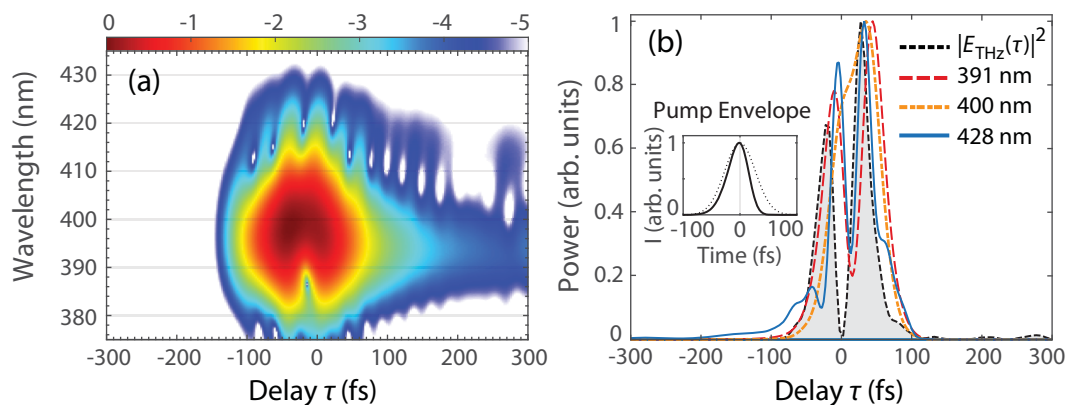 0 -1 -2 -3 -4 -5
(a)
Wavelength (nm)
430
420
410
400
390
380
-300 -200 -100 0 100 200 300
Delay τ (fs)
(b)
Power (arb. units)
1
0.8
0.6
0.4
0.2
0
-300 -200 -100 0 100 200 300
Delay τ (fs)
|E_THz(τ)|²
391 nm
400 nm
428 nm
Pump Envelope
I (arb. units)
1
0
-100 0 100
Time (fs)